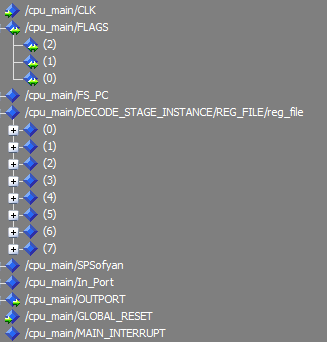 /cpu_main/CLK
/cpu_main/FLAGS
(2)
(1)
(0)
/cpu_main/FS_PC
/cpu_main/DECODE_STAGE_INSTANCE/REG_FILE/reg_file
(0)
(1)
(2)
(3)
(4)
(5)
(6)
(7)
/cpu_main/SPSofyan
/cpu_main/In_Port
/cpu_main/OUTPORT
/cpu_main/GLOBAL_RESET
/cpu_main/MAIN_INTERRUPT